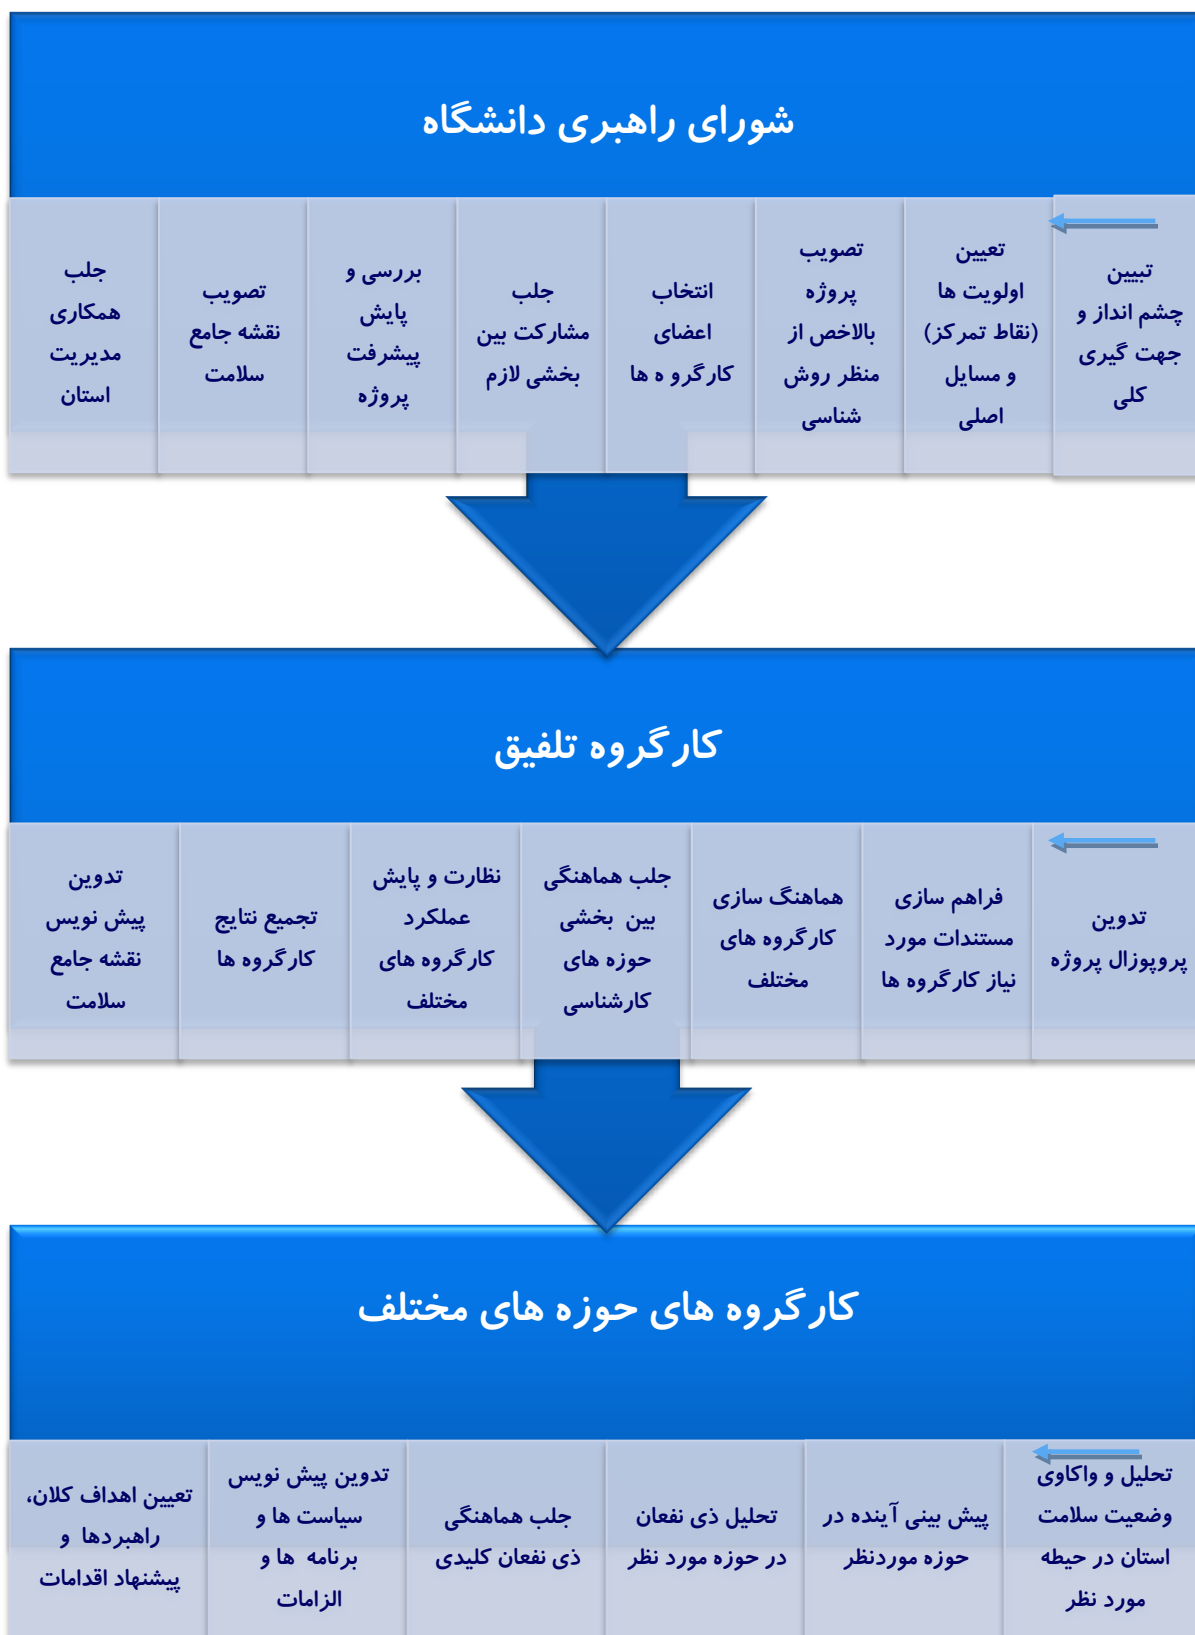 شورای راهبری دانشگاه
تبیین
چشم انداز و
جهت گیری
کلی
تعیین
اولویت ها
(نقاط تمرکز)
و مسایل
اصلی
تصویب
پروژه
بالاخص از
منظر روش
شناسی
انتخاب
اعضای
کارگرو ه ها
جلب
مشارکت بین
بخشی لازم
بررسی و
پایش
پیشرفت
پروژه
تصویب
نقشه جامع
سلامت
جلب
همکاری
مدیریت
استان
کارگروه تلفیق
تدوین
پروپوزال پروژه
فراهم سازی
مستندات مورد
نیاز کارگروه ها
هماهنگ سازی
کارگروه های
مختلف
جلب هماهنگی
بین بخشی
حوزه های
کارشناسی
نظارت و پایش
عملکرد
کارگروه های
مختلف
تجمیع نتایج
کارگروه ها
تدوین
پیش نویس
نقشه جامع
سلامت
کارگروه های حوزه های مختلف
تحلیل و واکاوی
وضعیت سلامت
استان در حیطه
مورد نظر
پیش بینی آینده در
حوزه موردنظر
تحلیل ذی نفعان
در حوزه مورد نظر
جلب هماهنگی
ذی نفعان کلیدی
تدوین پیش نویس
سیاست ها و
برنامه ها و
الزامات
تعیین اهداف کلان،
راهبردها و
پیشنهاد اقدامات